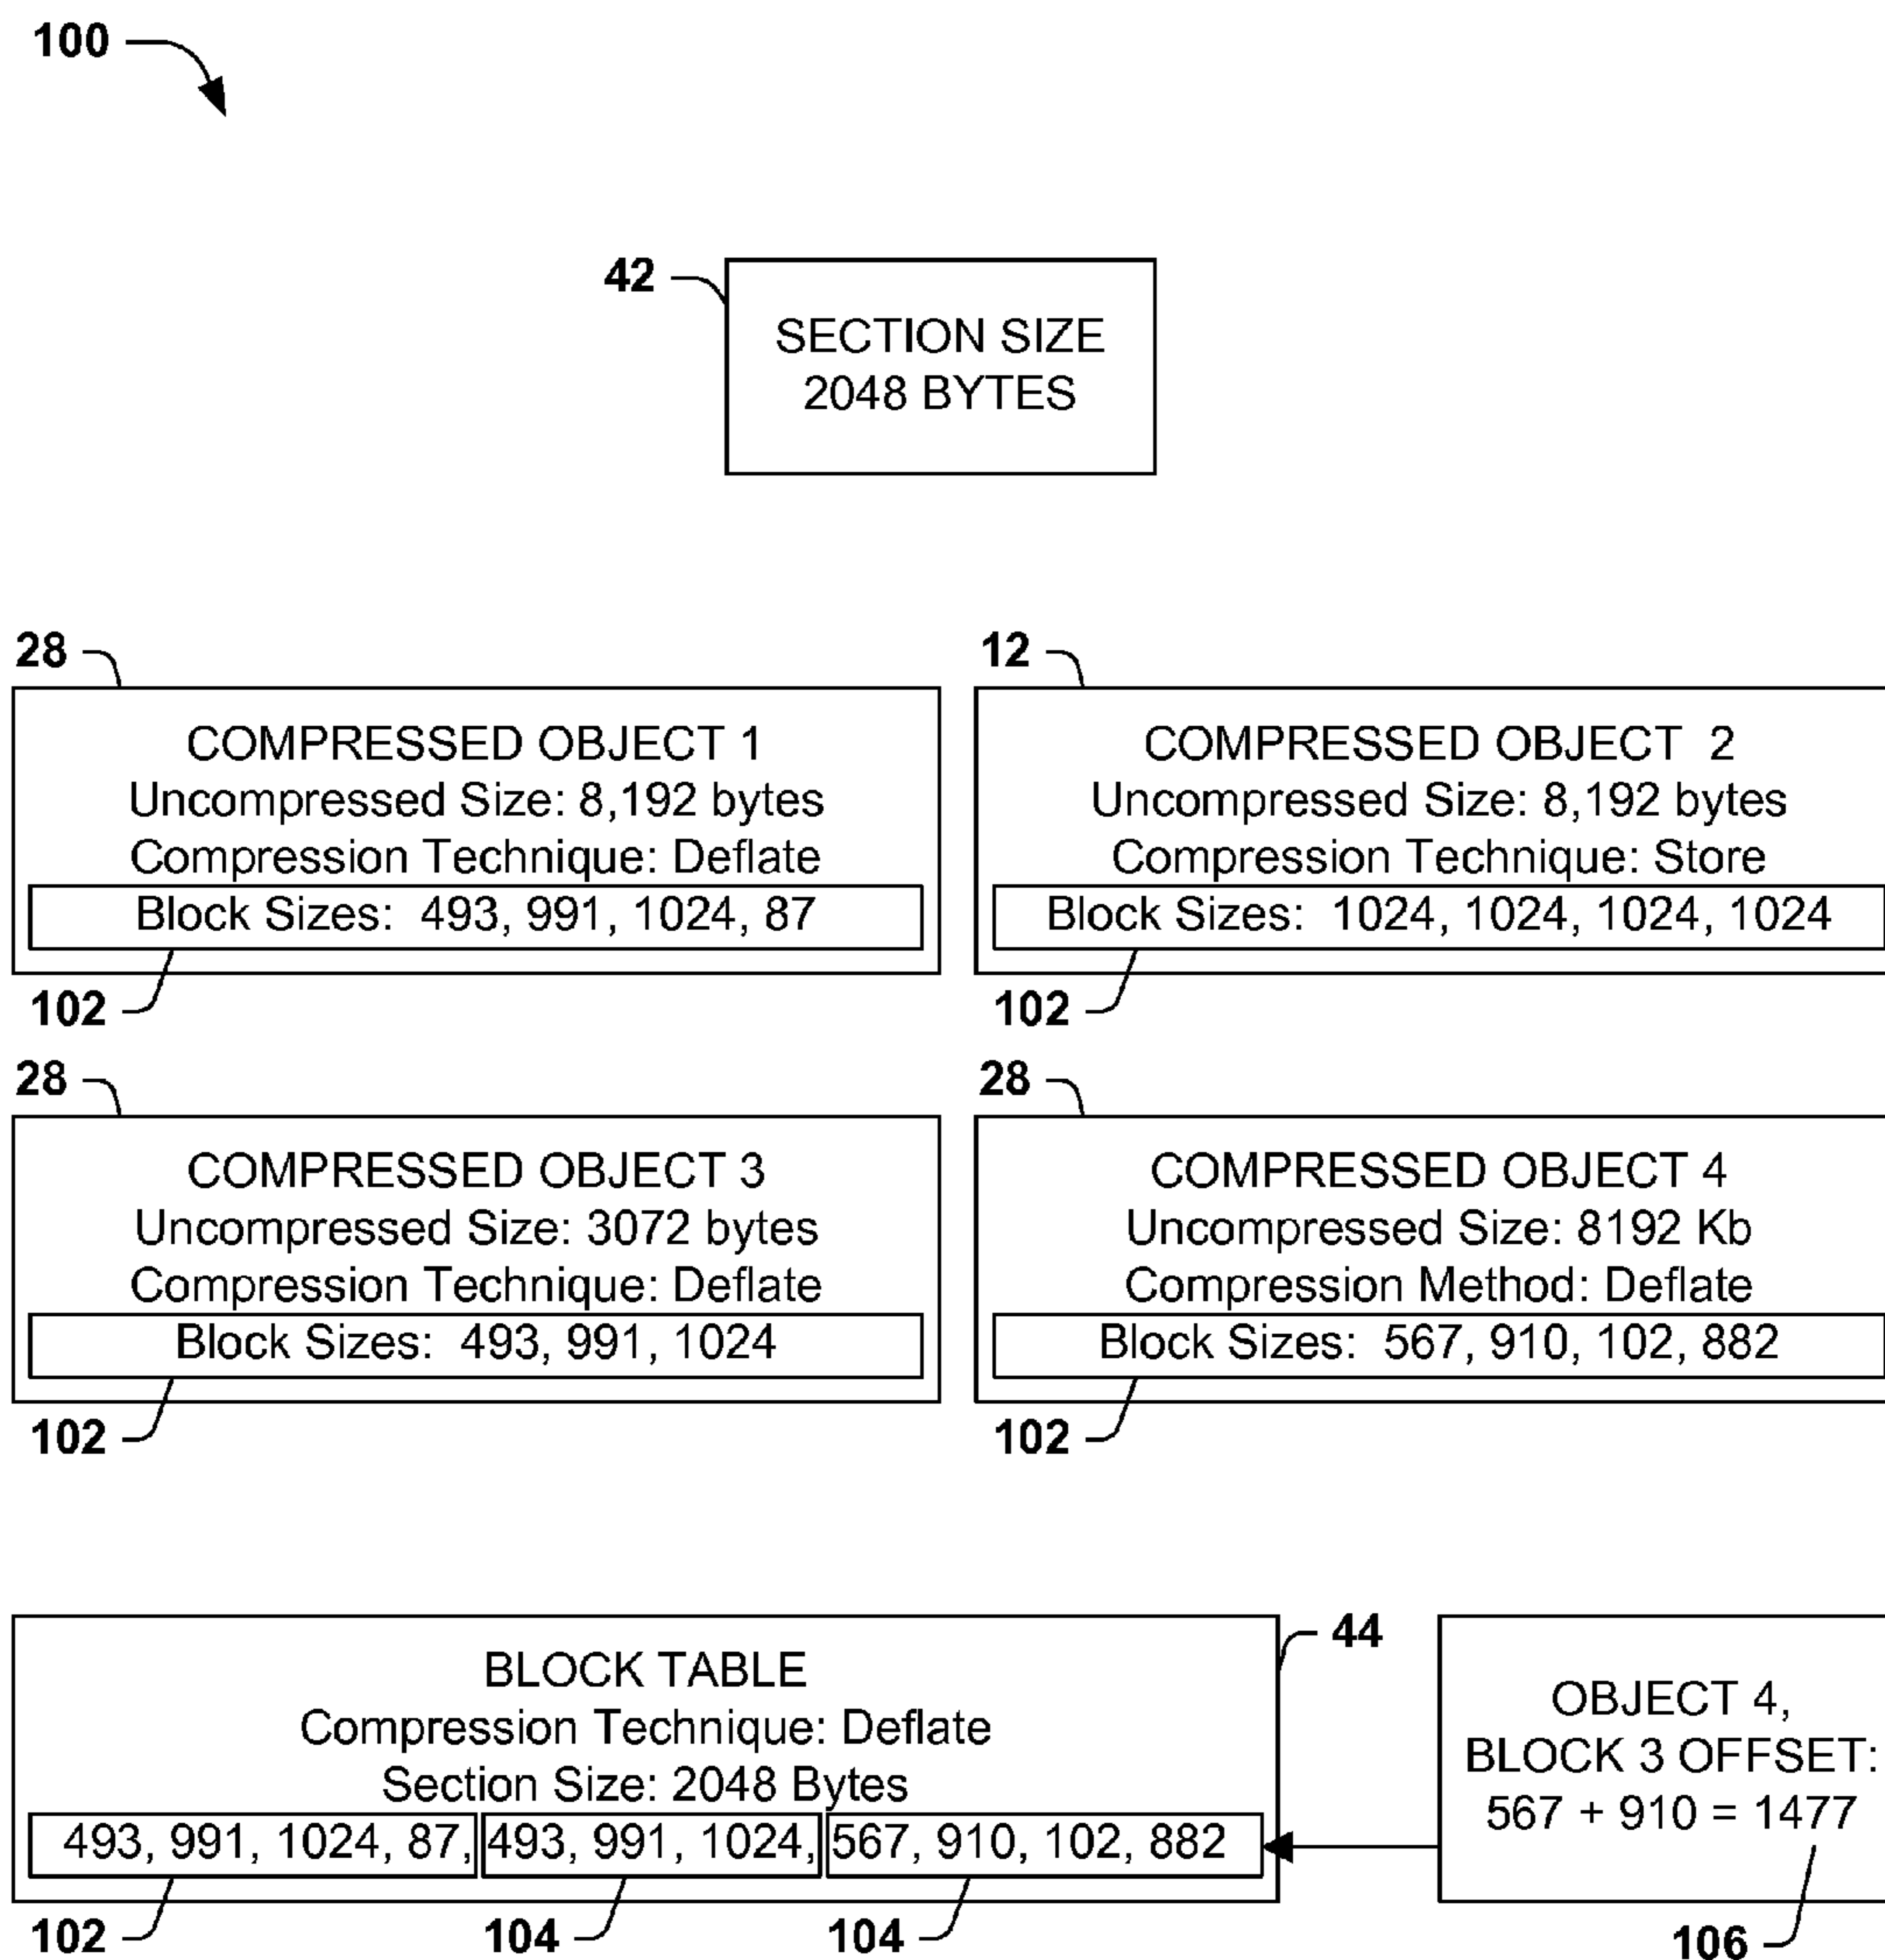 100
42
SECTION SIZE
2048 BYTES
28
COMPRESSED OBJECT 1
Uncompressed Size: 8,192 bytes
Compression Technique: Deflate
Block Sizes: 493, 991, 1024, 87
102
12
COMPRESSED OBJECT 2
Uncompressed Size: 8,192 bytes
Compression Technique: Store
Block Sizes: 1024, 1024, 1024, 1024
102
28
COMPRESSED OBJECT 3
Uncompressed Size: 3072 bytes
Compression Technique: Deflate
Block Sizes: 493, 991, 1024
102
28
COMPRESSED OBJECT 4
Uncompressed Size: 8192 Kb
Compression Method: Deflate
Block Sizes: 567, 910, 102, 882
102
44
BLOCK TABLE
Compression Technique: Deflate
Section Size: 2048 Bytes
493, 991, 1024, 87, 493, 991, 1024, 567, 910, 102, 882
102
104
104
OBJECT 4,
BLOCK 3 OFFSET:
567 + 910 = 1477
106